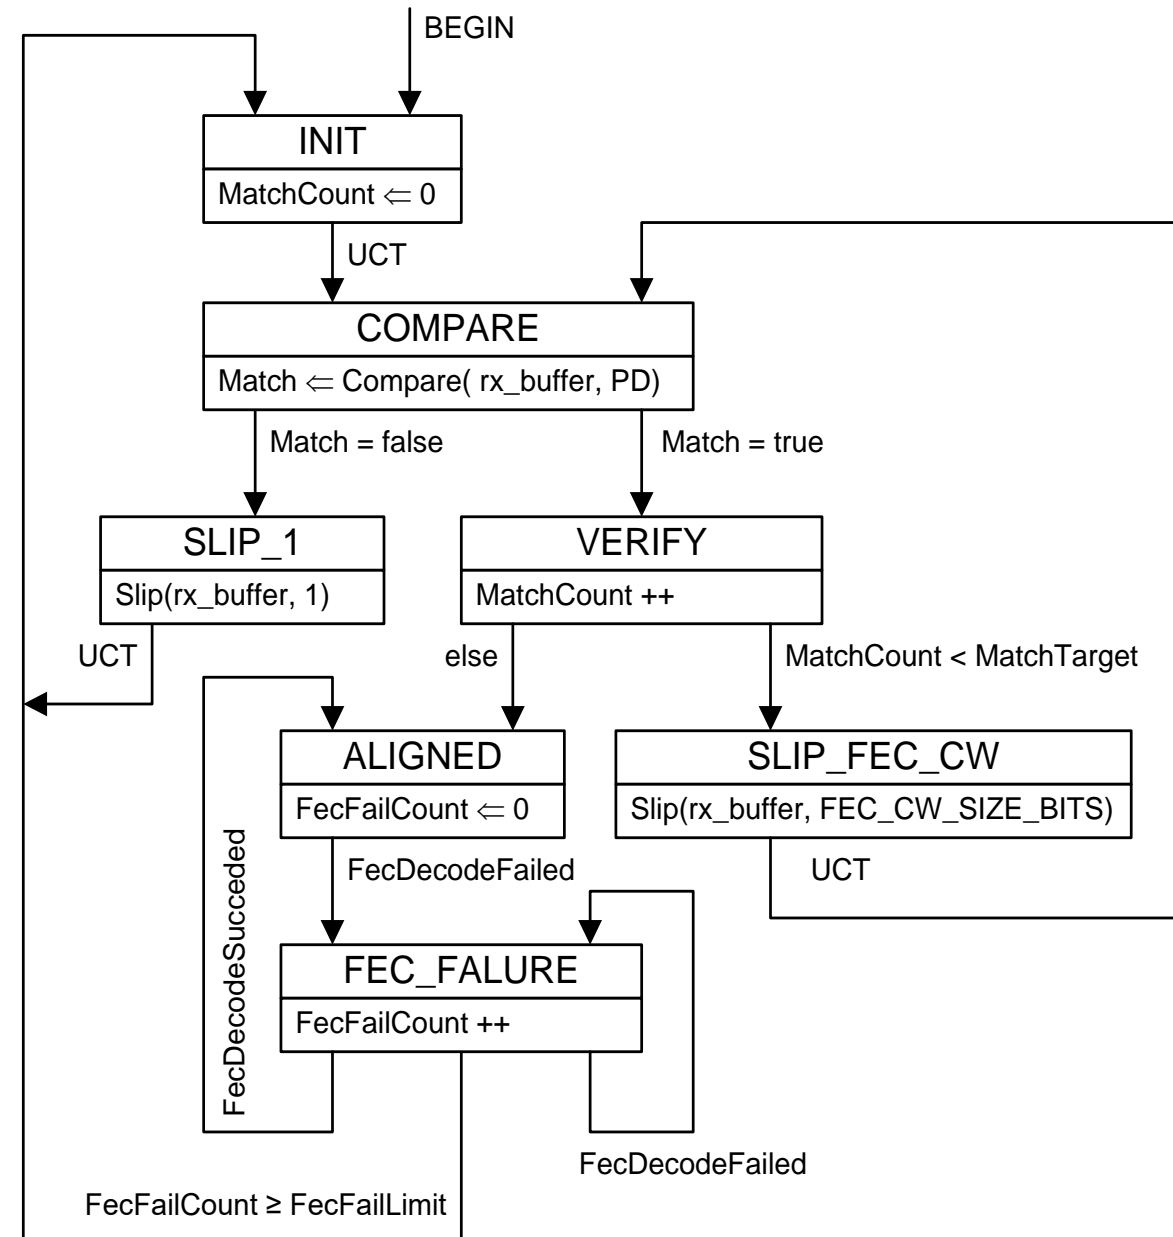 BEGIN
INIT
MatchCount ⇐ 0
UCT
COMPARE
Match ⇐ Compare( rx_buffer, PD)
Match = false
Match = true
SLIP_1
Slip(rx_buffer, 1)
VERIFY
MatchCount ++
UCT
else
MatchCount < MatchTarget
ALIGNED
FecFailCount ⇐ 0
SLIP_FEC_CW
Slip(rx_buffer, FEC_CW_SIZE_BITS)
FecDecodeFailed
UCT
FecDecodeSucceded
FEC_FALURE
FecFailCount ++
FecDecodeFailed
FecFailCount ≥ FecFailLimit